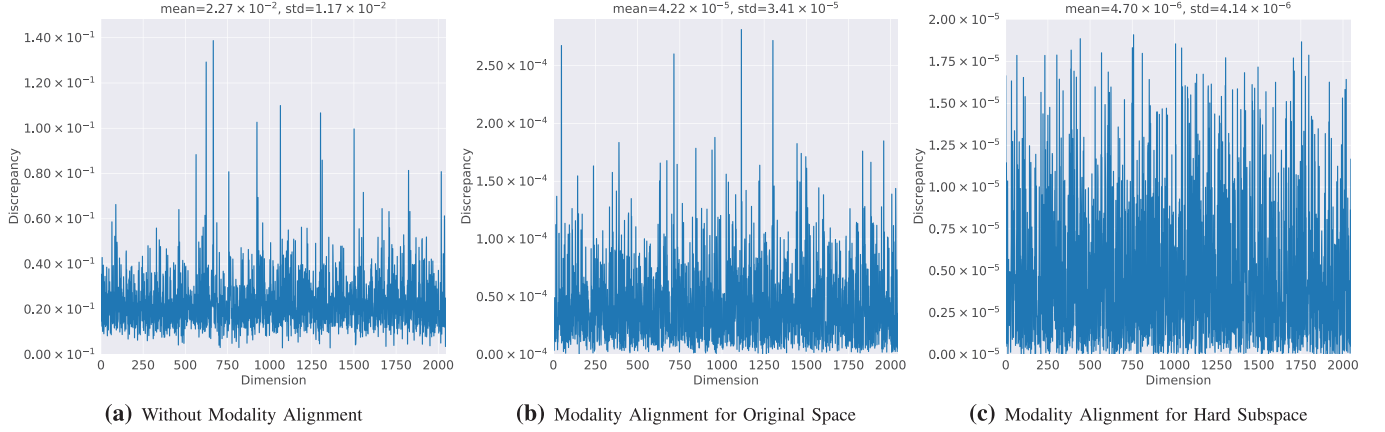 mean=2.27 × 10⁻², std=1.17 × 10⁻²
1.40 × 10⁻¹
1.20 × 10⁻¹
1.00 × 10⁻¹
0.80 × 10⁻¹
0.60 × 10⁻¹
0.40 × 10⁻¹
0.20 × 10⁻¹
0.00 × 10⁻¹
Discrepancy
0 250 500 750 1000 1250 1500 1750 2000
Dimension
(a) Without Modality Alignment
mean=4.22 × 10⁻⁵, std=3.41 × 10⁻⁵
2.50 × 10⁻⁴
2.00 × 10⁻⁴
1.50 × 10⁻⁴
1.00 × 10⁻⁴
0.50 × 10⁻⁴
0.00 × 10⁻⁴
Discrepancy
0 250 500 750 1000 1250 1500 1750 2000
Dimension
(b) Modality Alignment for Original Space
mean=4.70 × 10⁻⁶, std=4.14 × 10⁻⁶
2.00 × 10⁻⁵
1.75 × 10⁻⁵
1.50 × 10⁻⁵
1.25 × 10⁻⁵
1.00 × 10⁻⁵
0.75 × 10⁻⁵
0.50 × 10⁻⁵
0.25 × 10⁻⁵
0.00 × 10⁻⁵
Discrepancy
0 250 500 750 1000 1250 1500 1750 2000
Dimension
(c) Modality Alignment for Hard Subspace